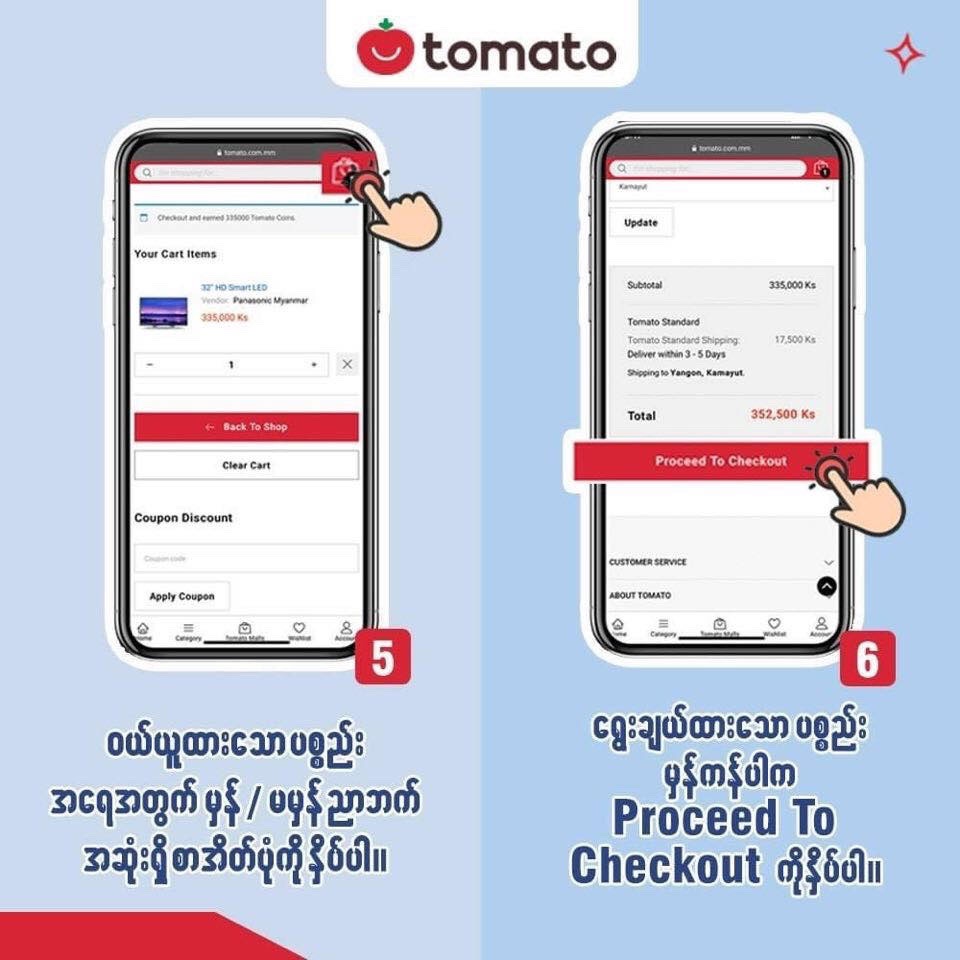 tomato
tomato.com.mm
I'm shopping for...
Checkout and earned 335000 Tomato Coins.
Your Cart Items
32" HD Smart LED
Vendor: Panasonic Myanmar
335,000 Ks
- 1 +
← Back To Shop
Clear Cart
Coupon Discount
Coupon code
Apply Coupon
Home Category Tomato Malls Wishlist Account
5
ဝယ်ယူထားသော ပစ္စည်း
အရေအတွက် မှန် / မမှန် ညာဘက်
အဆုံးရှိ စာအိတ်ပုံကို နှိပ်ပါ။
tomato.com.mm
I'm shopping for...
1
Kamayut
Update
Subtotal 335,000 Ks
Tomato Standard
Tomato Standard Shipping: 17,500 Ks
Deliver within 3 - 5 Days
Shipping to Yangon, Kamayut.
Total 352,500 Ks
Proceed To Checkout
CUSTOMER SERVICE
ABOUT TOMATO
Home Category Tomato Malls Wishlist Account
6
ရွေးချယ်ထားသော ပစ္စည်း
မှန်ကန်ပါက
Proceed To
Checkout ကိုနှိပ်ပါ။